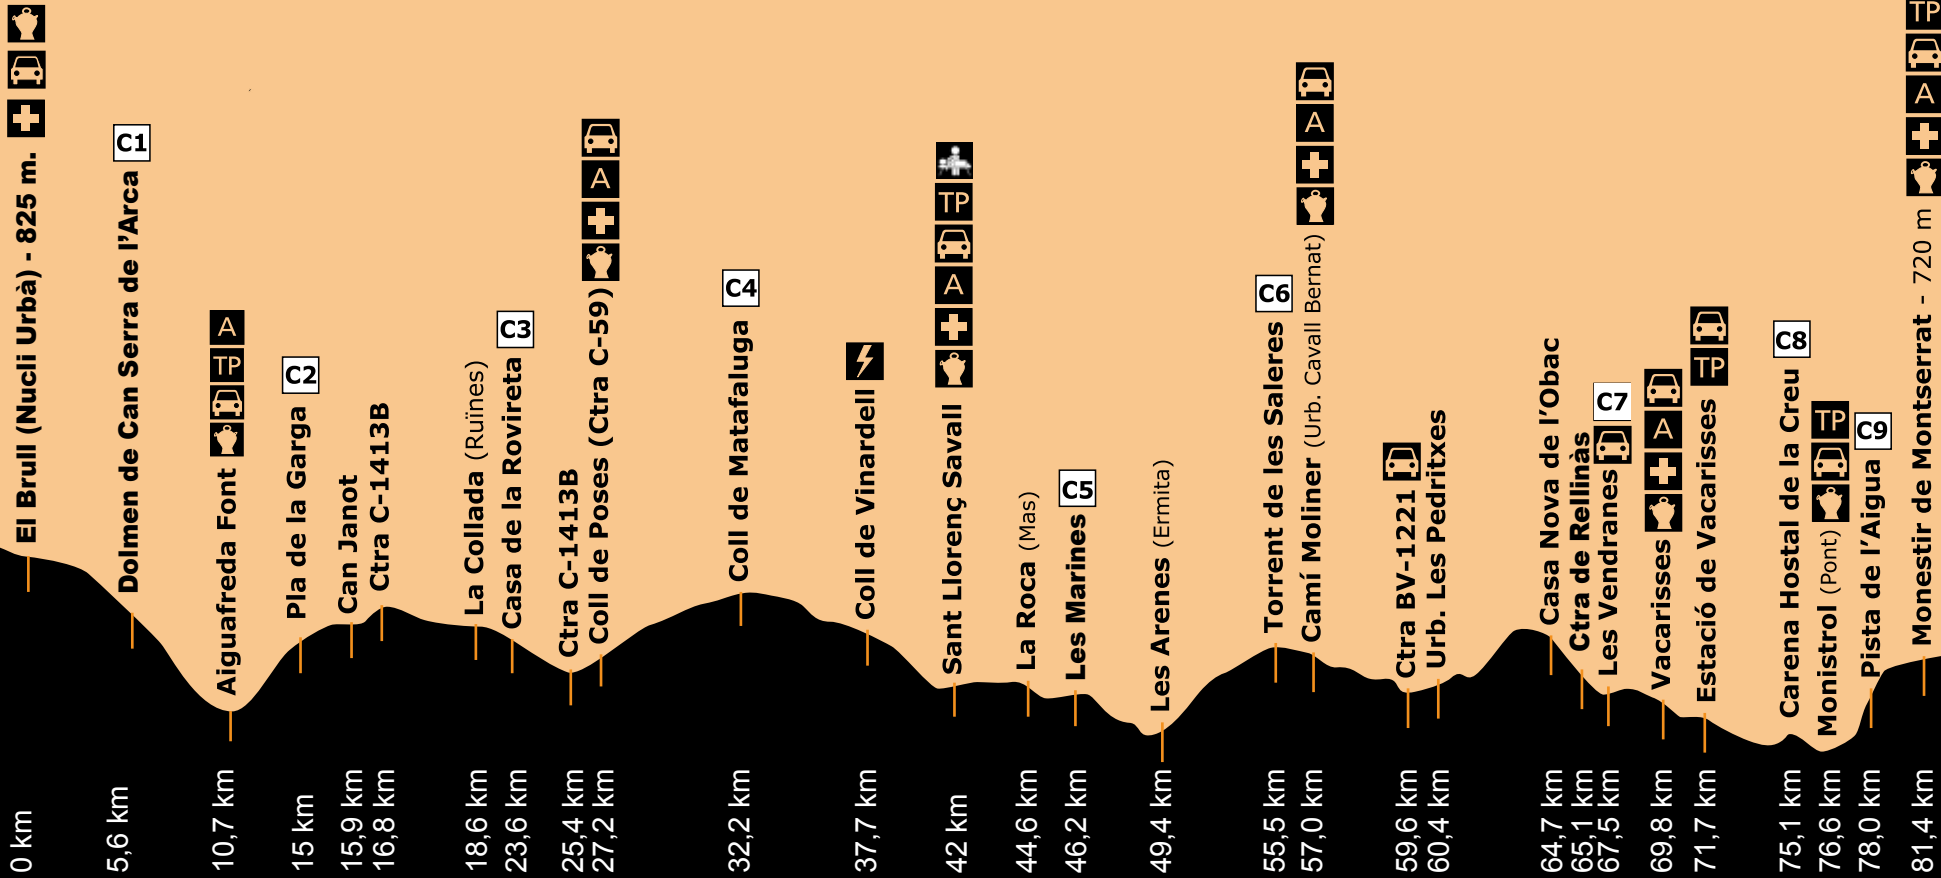 El Brull (Nucli Urbà) - 825 m.
C1
Dolmen de Can Serra de l'Arca
A
TP
Aiguafreda Font
C2
Pla de la Garga
Can Janot
Ctra C-1413B
La Collada (Ruïnes)
C3
Casa de la Rovireta
Ctra C-1413B
A
Coll de Poses (Ctra C-59)
C4
Coll de Matafaluga
Coll de Vinardell
TP
A
Sant Llorenç Savall
La Roca (Mas)
C5
Les Marines
Les Arenes (Ermita)
C6
Torrent de les Saleres
A
Camí Moliner (Urb. Cavall Bernat)
Ctra BV-1221
Urb. Les Pedritxes
Casa Nova de l'Obac
Ctra de Rellinàs
C7
Les Vendranes
A
Vacarisses
TP
Estació de Vacarisses
C8
Carena Hostal de la Creu
TP
Monistrol (Pont)
C9
Pista de l'Aigua
TP
A
Monestir de Montserrat - 720 m
0 km
5,6 km
10,7 km
15 km
15,9 km
16,8 km
18,6 km
23,6 km
25,4 km
27,2 km
32,2 km
37,7 km
42 km
44,6 km
46,2 km
49,4 km
55,5 km
57,0 km
59,6 km
60,4 km
64,7 km
65,1 km
67,5 km
69,8 km
71,7 km
75,1 km
76,6 km
78,0 km
81,4 km